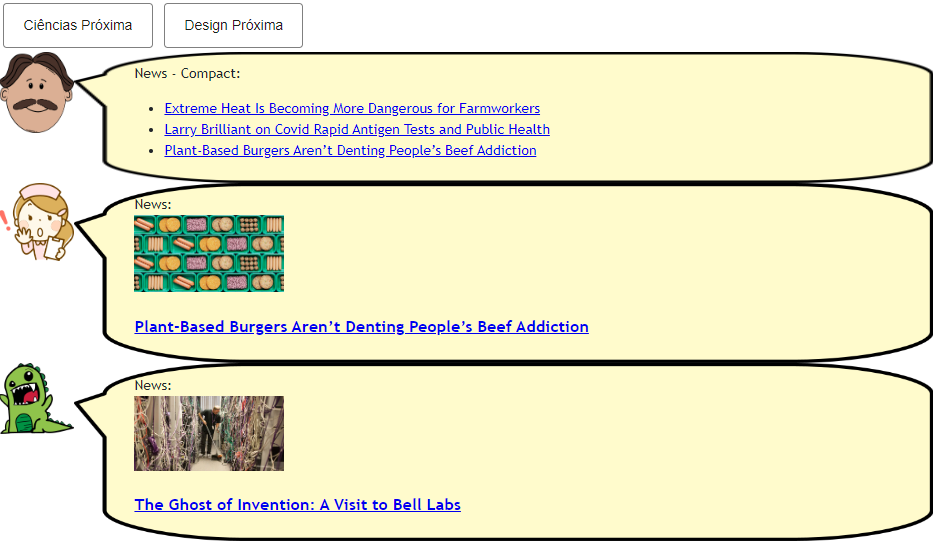 Ciências Próxima
Design Próxima
News - Compact:
Extreme Heat Is Becoming More Dangerous for Farmworkers
Larry Brilliant on Covid Rapid Antigen Tests and Public Health
Plant-Based Burgers Aren’t Denting People’s Beef Addiction
News:
Plant-Based Burgers Aren’t Denting People’s Beef Addiction
News:
The Ghost of Invention: A Visit to Bell Labs